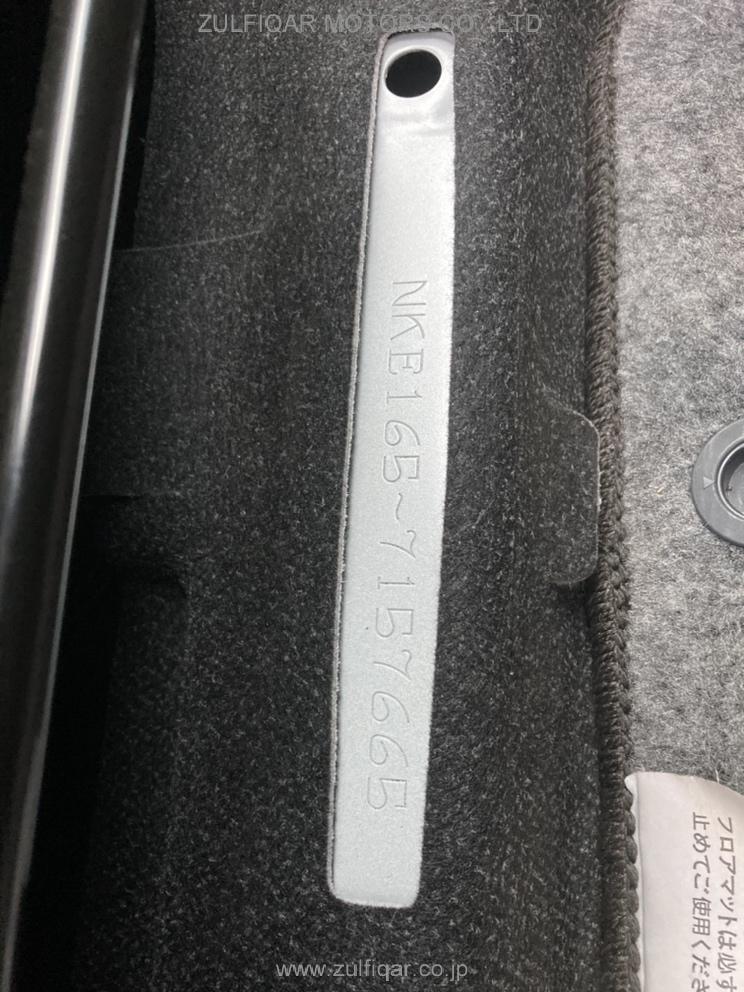 ZULFIQAR MOTORS CO., LTD
NKE165-7157665
フロアマットは必ず
止めてご使用くださ
www.zulfiqar.co.jp